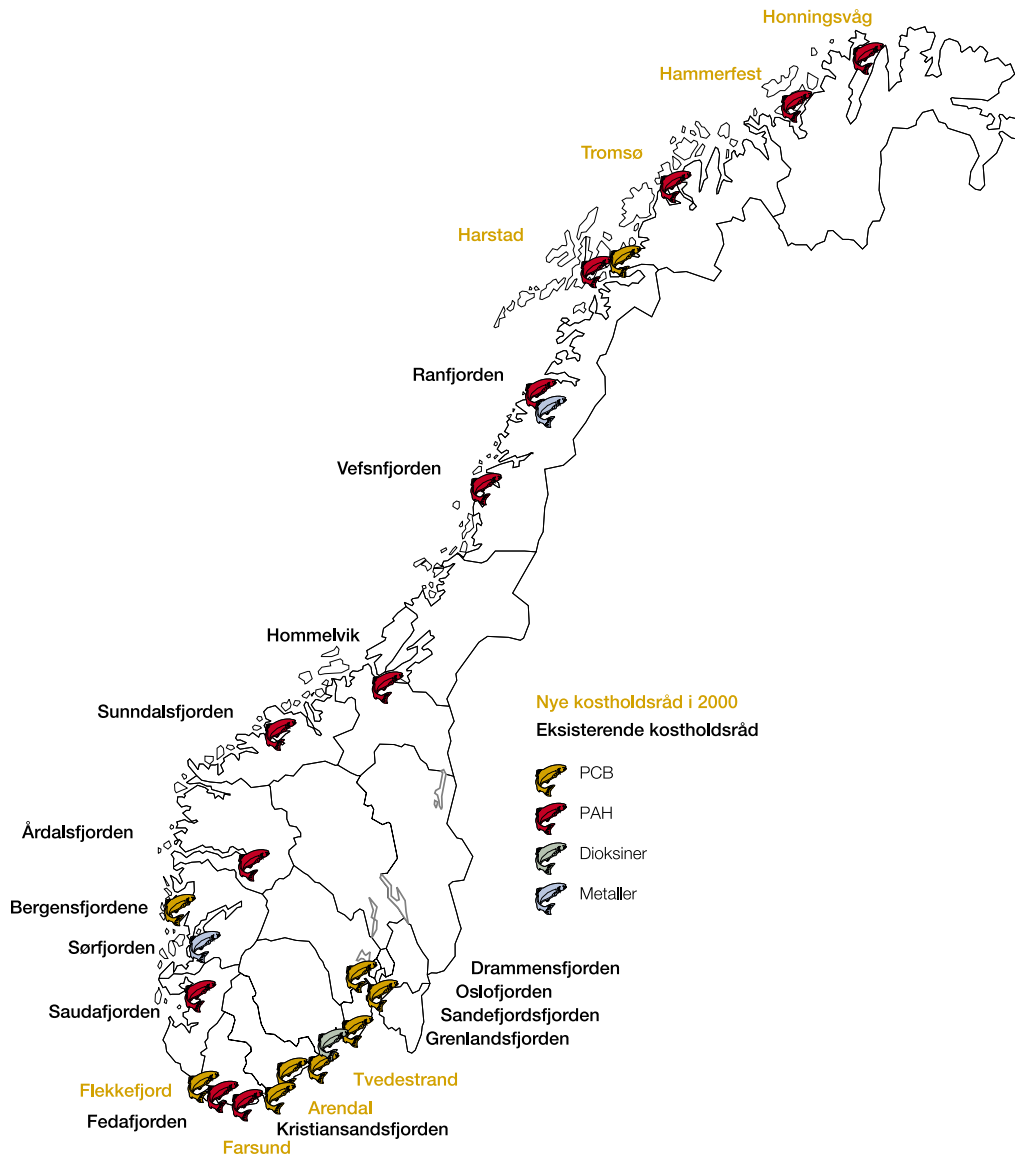 Honningsvåg
Hammerfest
Tromsø
Harstad
Ranfjorden
Vefsnfjorden
Hommelvik
Sunndalsfjorden
Nye kostholdsråd i 2000
Eksisterende kostholdsråd
PCB
PAH
Dioksiner
Metaller
Årdalsfjorden
Bergensfjordene
Sørfjorden
Saudafjorden
Drammensfjorden
Oslofjorden
Sandefjordsfjorden
Grenlandsfjorden
Tvedestrand
Flekkefjord
Arendal
Fedafjorden
Kristiansandsfjorden
Farsund